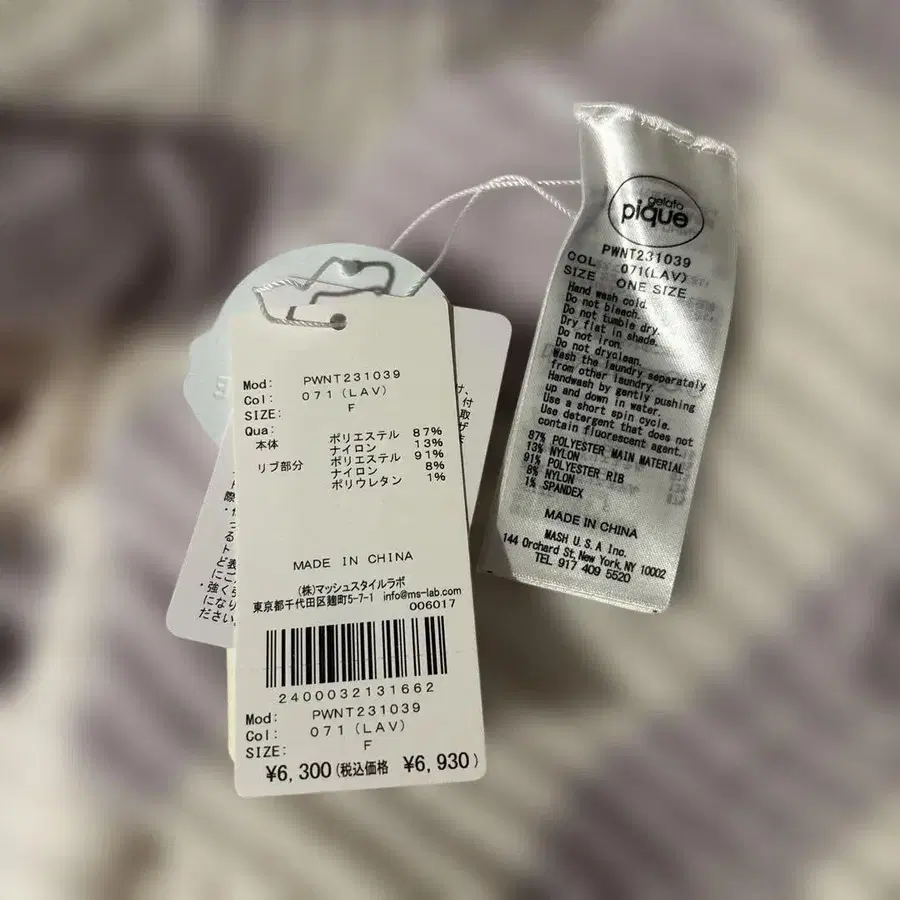 Mod: PWNT231039
Col: 071 (LAV)
SIZE: F
Qua:
本体 ポリエステル 87%
ナイロン 13%
リブ部分 ポリエステル 91%
ナイロン 8%
ポリウレタン 1%
MADE IN CHINA
(株)マッシュスタイルラボ
東京都千代田区麹町5-7-1 info@ms-lab.com
006017
2400032131662
Mod: PWNT231039
Col: 071 (LAV)
SIZE: F
¥6,300(税込価格 ¥6,930)
gelato
pique
PWNT231039
COL 071(LAV)
SIZE ONE SIZE
Hand wash cold.
Do not bleach.
Do not tumble dry.
Dry flat in shade.
Do not iron.
Do not dryclean.
Wash the laundry separately
from other laundry.
Handwash by gently pushing
up and down in water.
Use a short spin cycle.
Use detergent that does not
contain fluorescent agent.
87% POLYESTER MAIN MATERIAL
13% NYLON
91% POLYESTER RIB
8% NYLON
1% SPANDEX
MADE IN CHINA
MASH U.S.A Inc.
144 Orchard St, New York, NY 10002
TEL 917 409 5520